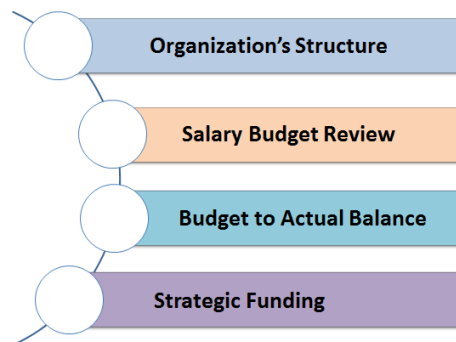 Organization’s Structure
Salary Budget Review
Budget to Actual Balance
Strategic Funding